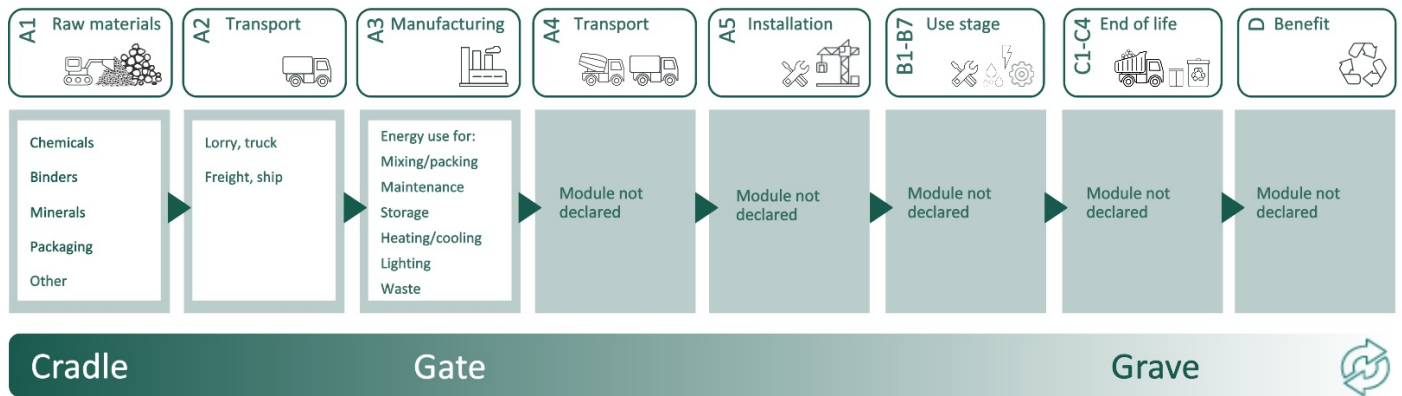 A1 Raw materials
A2 Transport
A3 Manufacturing
A4 Transport
A5 Installation
B1-B7 Use stage
C1-C4 End of life
D Benefit
Chemicals
Binders
Minerals
Packaging
Other
Lorry, truck
Freight, ship
Energy use for:
Mixing/packing
Maintenance
Storage
Heating/cooling
Lighting
Waste
Module not
declared
Module not
declared
Module not
declared
Module not
declared
Module not
declared
Cradle
Gate
Grave